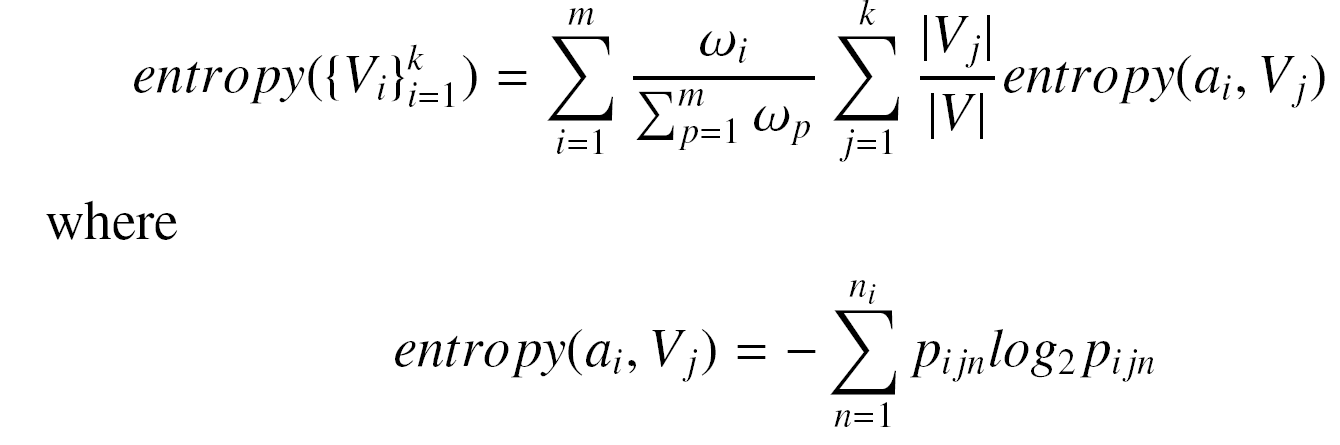 $entropy(\{V_i\}_{i=1}^{k}) = \sum_{i=1}^{m} \frac{\omega_i}{\sum_{p=1}^{m} \omega_p} \sum_{j=1}^{k} \frac{|V_j|}{|V|} entropy(a_i, V_j)$
where
$entropy(a_i, V_j) = - \sum_{n=1}^{n_i} p_{ijn} log_2 p_{ijn}$